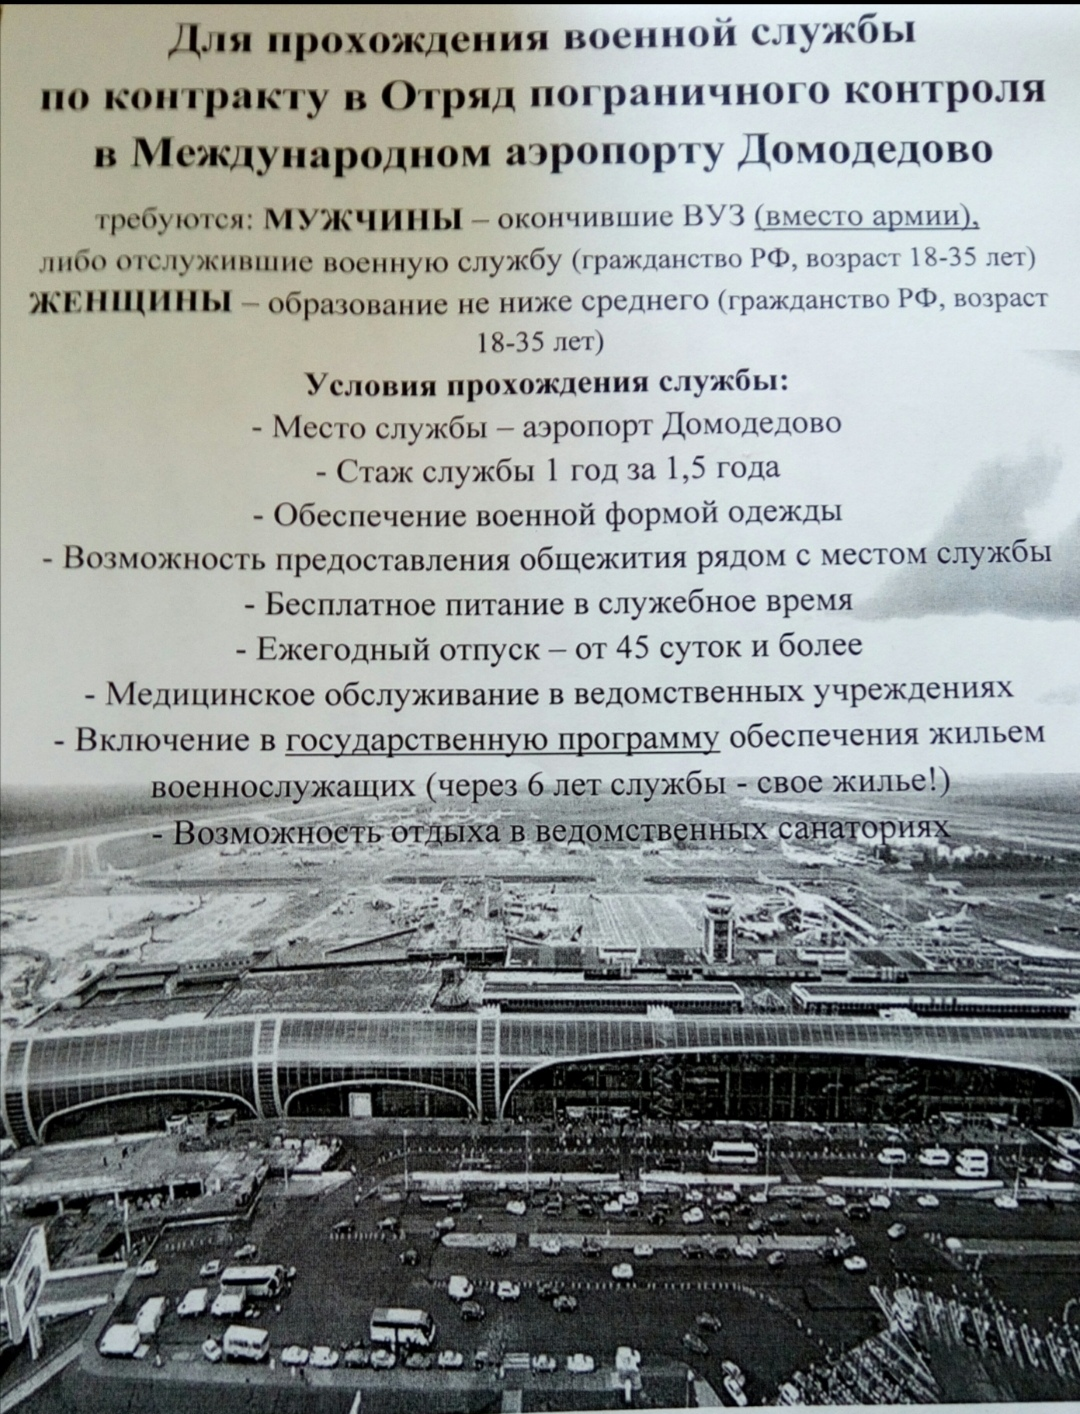 Для прохождения военной службы
по контракту в Отряд пограничного контроля
в Международном аэропорту Домодедово
требуются: МУЖЧИНЫ – окончившие ВУЗ (вместо армии),
либо отслужившие военную службу (гражданство РФ, возраст 18-35 лет)
ЖЕНЩИНЫ – образование не ниже среднего (гражданство РФ, возраст
18-35 лет)
Условия прохождения службы:
- Место службы – аэропорт Домодедово
- Стаж службы 1 год за 1,5 года
- Обеспечение военной формой одежды
- Возможность предоставления общежития рядом с местом службы
- Бесплатное питание в служебное время
- Ежегодный отпуск – от 45 суток и более
- Медицинское обслуживание в ведомственных учреждениях
- Включение в государственную программу обеспечения жильем
военнослужащих (через 6 лет службы - свое жилье!)
- Возможность отдыха в ведомственных санаториях